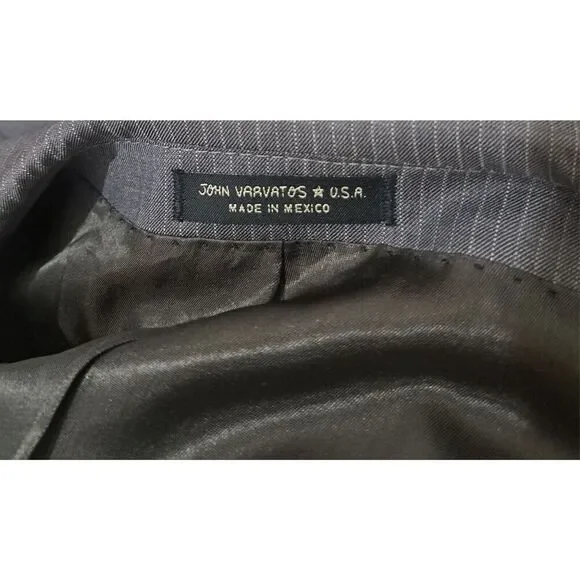 JOHN VARVATOS ★ U.S.A.
MADE IN MEXICO